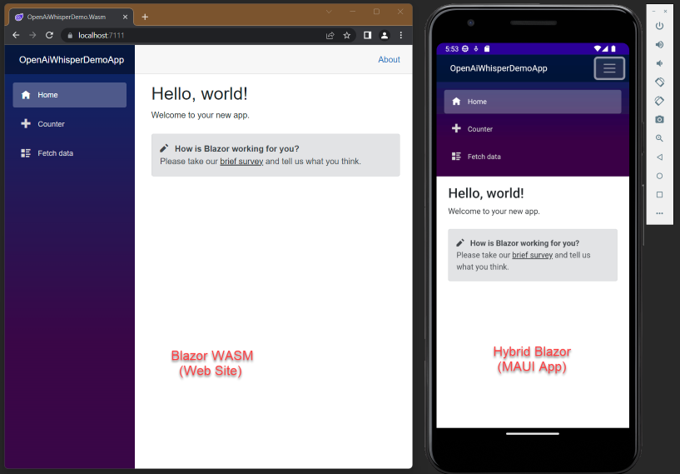 OpenAiWhisperDemo.Wasm
localhost:7111
OpenAiWhisperDemoApp
About
Home
Counter
Fetch data
Hello, world!
Welcome to your new app.
How is Blazor working for you?
Please take our brief survey and tell us what you think.
Blazor WASM
(Web Site)
5:53
OpenAiWhisperDemoApp
Home
Counter
Fetch data
Hello, world!
Welcome to your new app.
How is Blazor working for you?
Please take our brief survey and tell us
what you think.
Hybrid Blazor
(MAUI App)